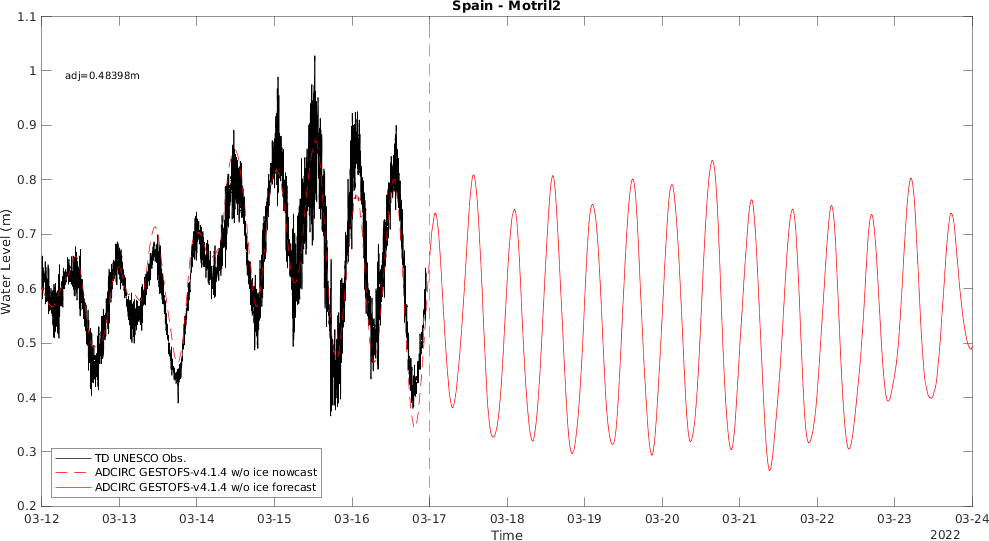 Spain - Motril2
1.1
1
0.9
0.8
0.7
0.6
0.5
0.4
0.3
0.2
Water Level (m)
adj=0.48398m
TD UNESCO Obs.
ADCIRC GESTOFS-v4.1.4 w/o ice nowcast
ADCIRC GESTOFS-v4.1.4 w/o ice forecast
03-12 03-13 03-14 03-15 03-16 03-17 03-18 03-19 03-20 03-21 03-22 03-23 03-24
Time
2022